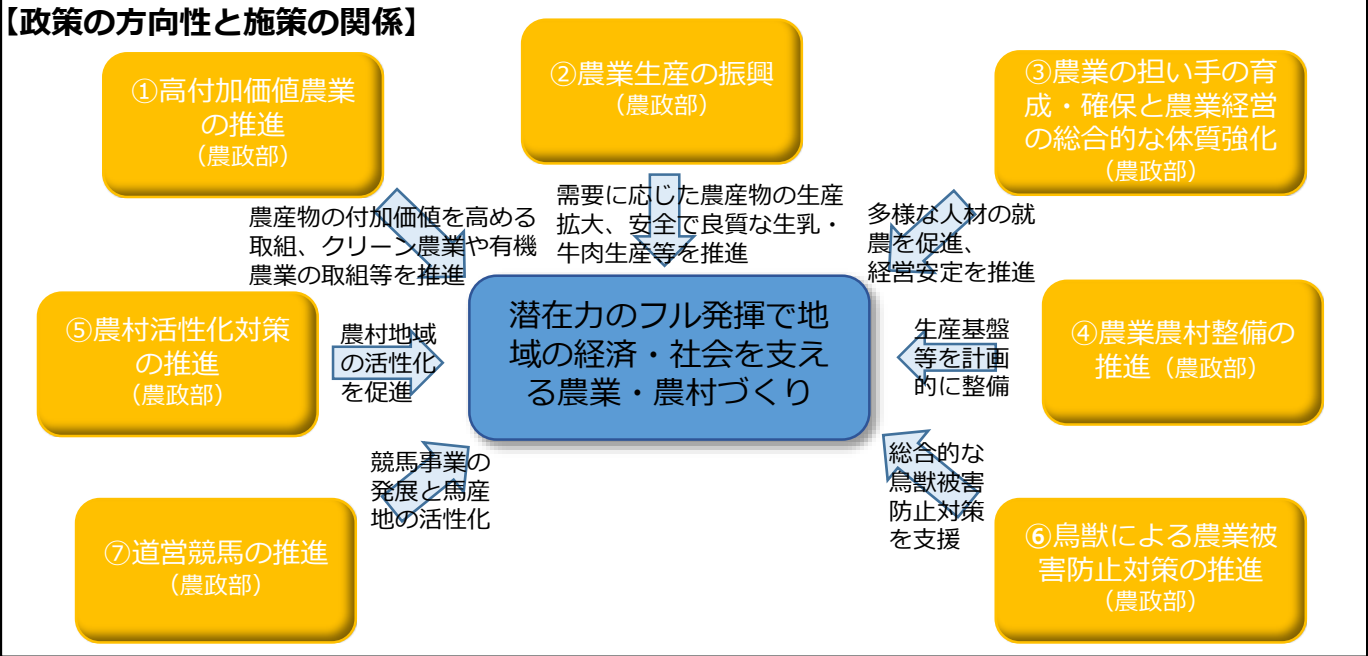 【政策の方向性と施策の関係】
①高付加価値農業
の推進
（農政部）
②農業生産の振興
（農政部）
③農業の担い手の育
成・確保と農業経営
の総合的な体質強化
（農政部）
農産物の付加価値を高める
取組、クリーン農業や有機
農業の取組等を推進
需要に応じた農産物の生産
拡大、安全で良質な生乳・
牛肉生産等を推進
多様な人材の就
農を促進、
経営安定を推進
⑤農村活性化対策
の推進
（農政部）
農村地域
の活性化
を促進
潜在力のフル発揮で地
域の経済・社会を支え
る農業・農村づくり
生産基盤
等を計画
的に整備
④農業農村整備の
推進（農政部）
⑦道営競馬の推進
（農政部）
競馬事業の
発展と馬産
地の活性化
総合的な
鳥獣被害
防止対策
を支援
⑥鳥獣による農業被
害防止対策の推進
（農政部）